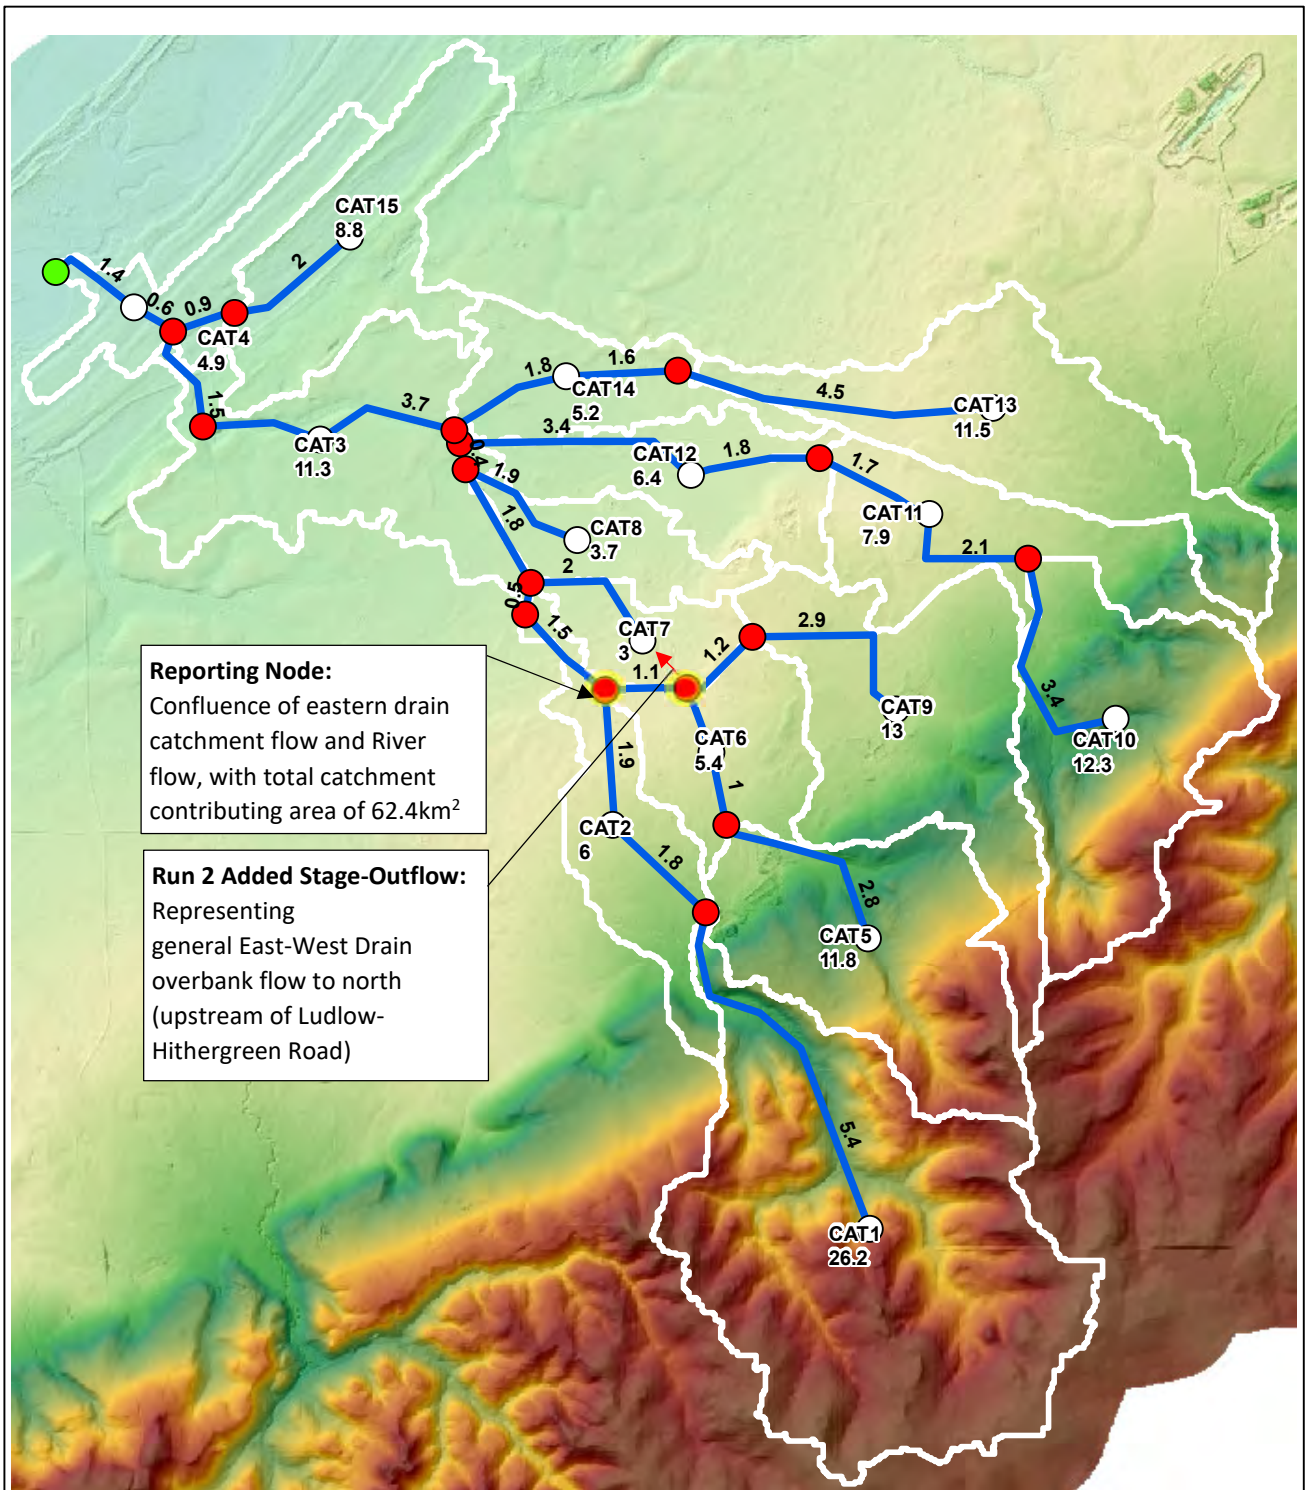 CAT15
8.8
2
1.4
0.6
0.9
CAT4
4.9
1.5
3.7
CAT3
11.3
1.8
1.6
CAT14
5.2
4.5
CAT13
11.5
3.4
0.4
CAT12
6.4
1.8
1.7
1.9
1.8
CAT11
7.9
CAT8
3.7
2.1
2
0.5
1.5
CAT7
3
1.2
2.9
1.1
3.4
CAT9
13
CAT10
12.3
CAT6
5.4
1.9
1
CAT2
6
1.8
2.8
CAT5
11.8
5.4
CAT1
26.2
Reporting Node:
Confluence of eastern drain
catchment flow and River
flow, with total catchment
contributing area of 62.4km²
Run 2 Added Stage-Outflow:
Representing
general East-West Drain
overbank flow to north
(upstream of Ludlow-
Hithergreen Road)